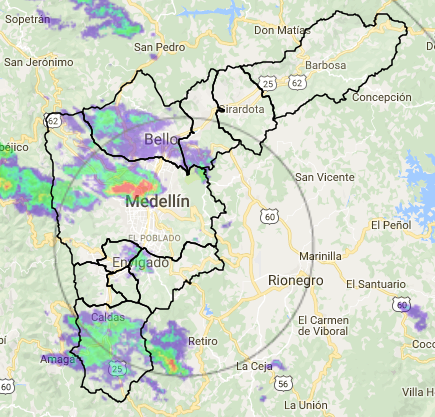 Sopetran
Don Matías
San Pedro
San Jerónimo
Barbosa
25
62
Concepción
Girardota
62
Bello
béjico
San Vicente
Medellín
60
El Peñol
EL POBLADO
Marinilla
Envigado
Rionegro
El Santuario
60
Caldas
El Carmen
de Viboral
Retiro
Coco
Amagá
25
La Ceja
60
56
Villa H
La Unión